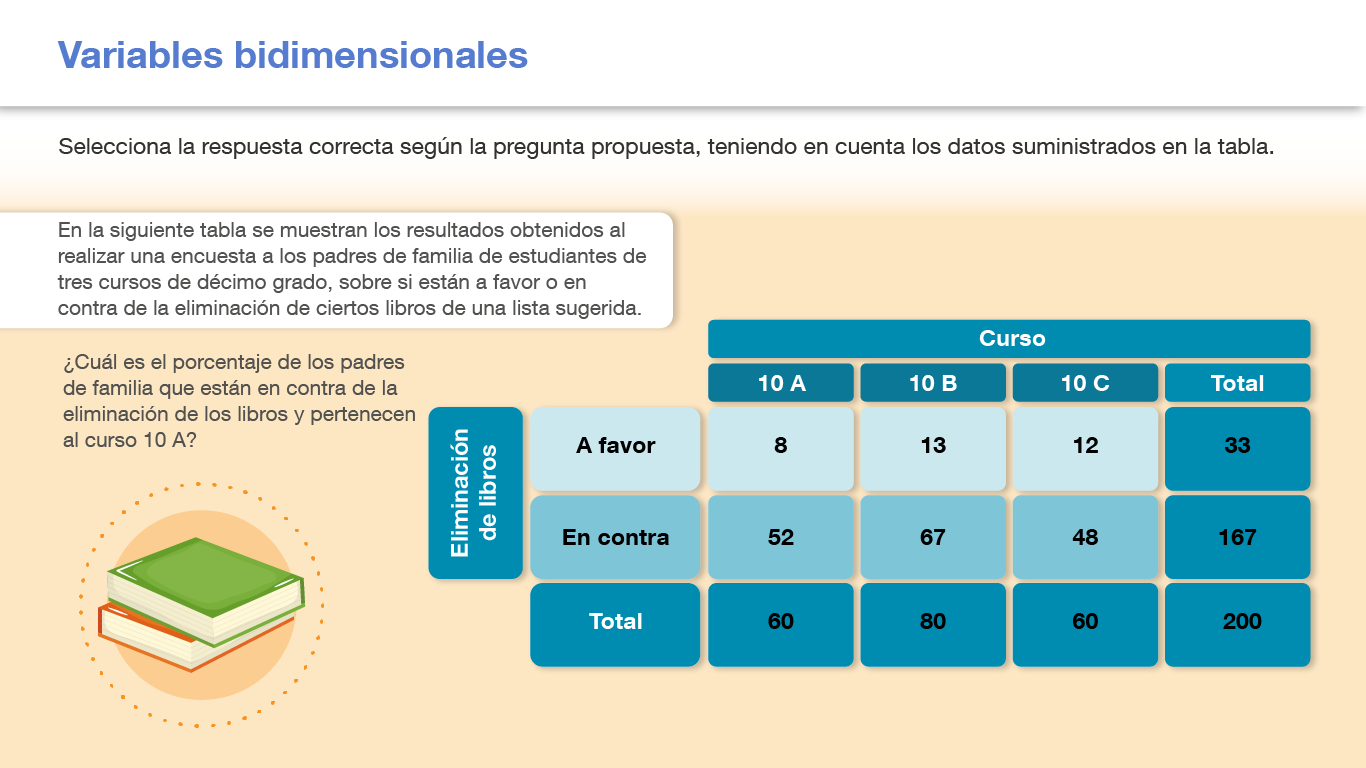 Variables bidimensionales
Selecciona la respuesta correcta según la pregunta propuesta, teniendo en cuenta los datos suministrados en la tabla.
En la siguiente tabla se muestran los resultados obtenidos al
realizar una encuesta a los padres de familia de estudiantes de
tres cursos de décimo grado, sobre si están a favor o en
contra de la eliminación de ciertos libros de una lista sugerida.
¿Cuál es el porcentaje de los padres
de familia que están en contra de la
eliminación de los libros y pertenecen
al curso 10 A?
Curso
10 A 10 B 10 C Total
Eliminación
de libros
A favor 8 13 12 33
En contra 52 67 48 167
Total 60 80 60 200